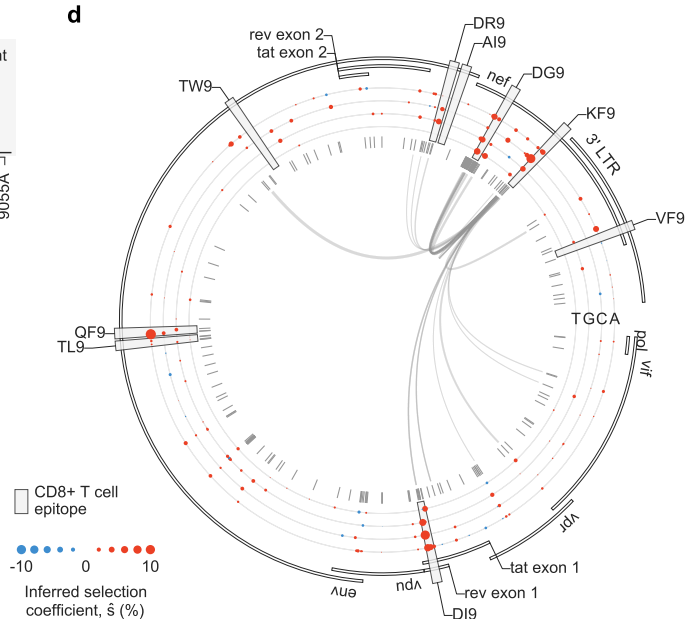 d
nt
9055A
rev exon 2
tat exon 2
DR9
AI9
nef
DG9
TW9
KF9
3' LTR
VF9
TGCA
QF9
TL9
pol
vif
vpr
tat exon 1
rev exon 1
vpu
env
DI9
CD8+ T cell
epitope
-10 0 10
Inferred selection
coefficient, ŝ (%)